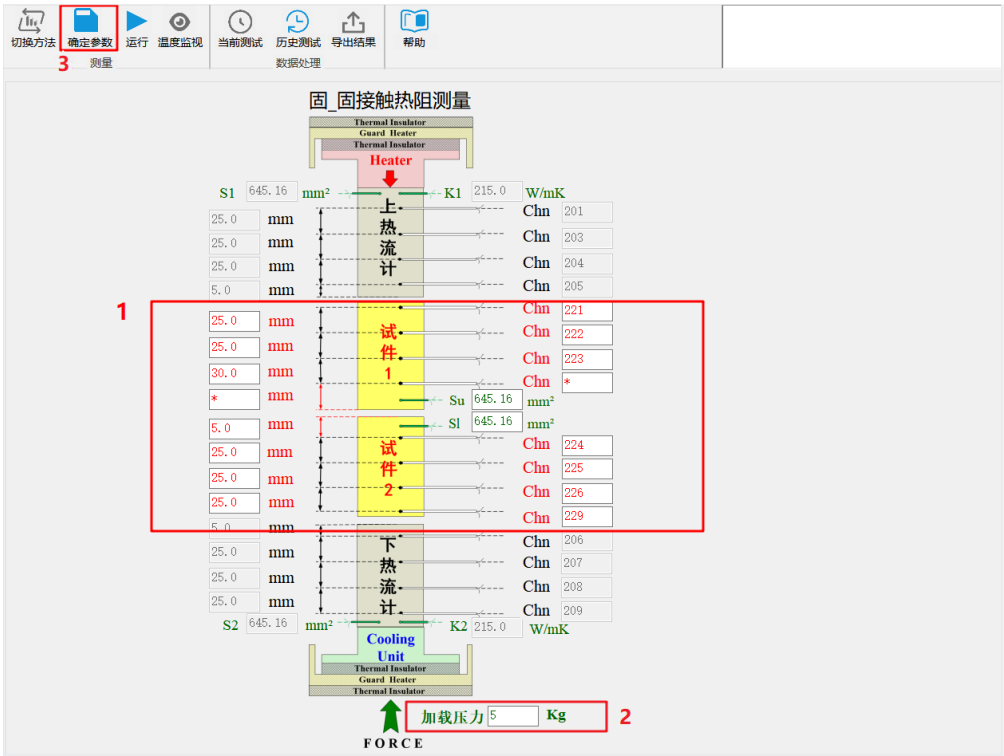 切换方法 确定参数 运行 温度监视 当前测试 历史测试 导出结果 帮助
3 测量 数据处理
固_固接触热阻测量
Thermal Insulator
Guard Heater
Thermal Insulator
Heater
S1 645.16 mm² K1 215.0 W/mK
上热流计
25.0 mm Chn 201
25.0 mm Chn 203
25.0 mm Chn 204
5.0 mm Chn 205
1
试件1
25.0 mm Chn 221
25.0 mm Chn 222
30.0 mm Chn 223
* mm Chn *
Su 645.16 mm²
Sl 645.16 mm²
试件2
5.0 mm Chn 224
25.0 mm Chn 225
25.0 mm Chn 226
25.0 mm Chn 229
下热流计
5.0 mm Chn 206
25.0 mm Chn 207
25.0 mm Chn 208
25.0 mm Chn 209
S2 645.16 mm² K2 215.0 W/mK
Cooling
Unit
Thermal Insulator
Guard Heater
Thermal Insulator
加载压力 5 Kg 2
FORCE